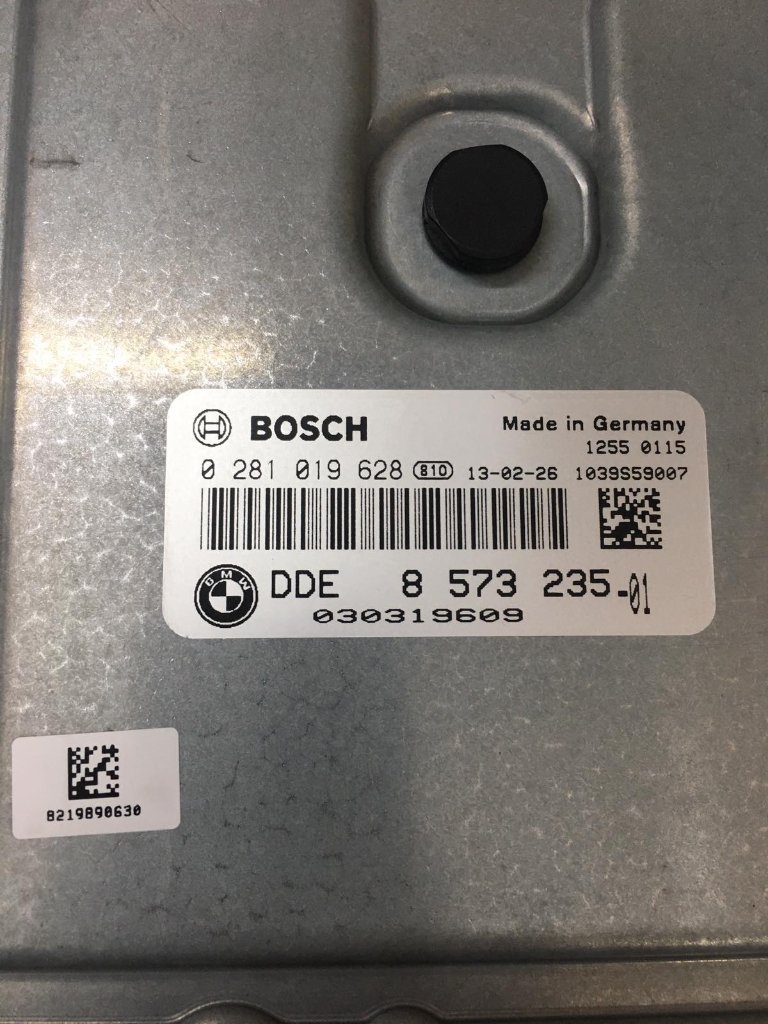 BOSCH
Made in Germany
1255 0115
0 281 019 628 810 13-02-26 1039S59007
BMW
DDE 8 573 235-01
030319609
8219890630